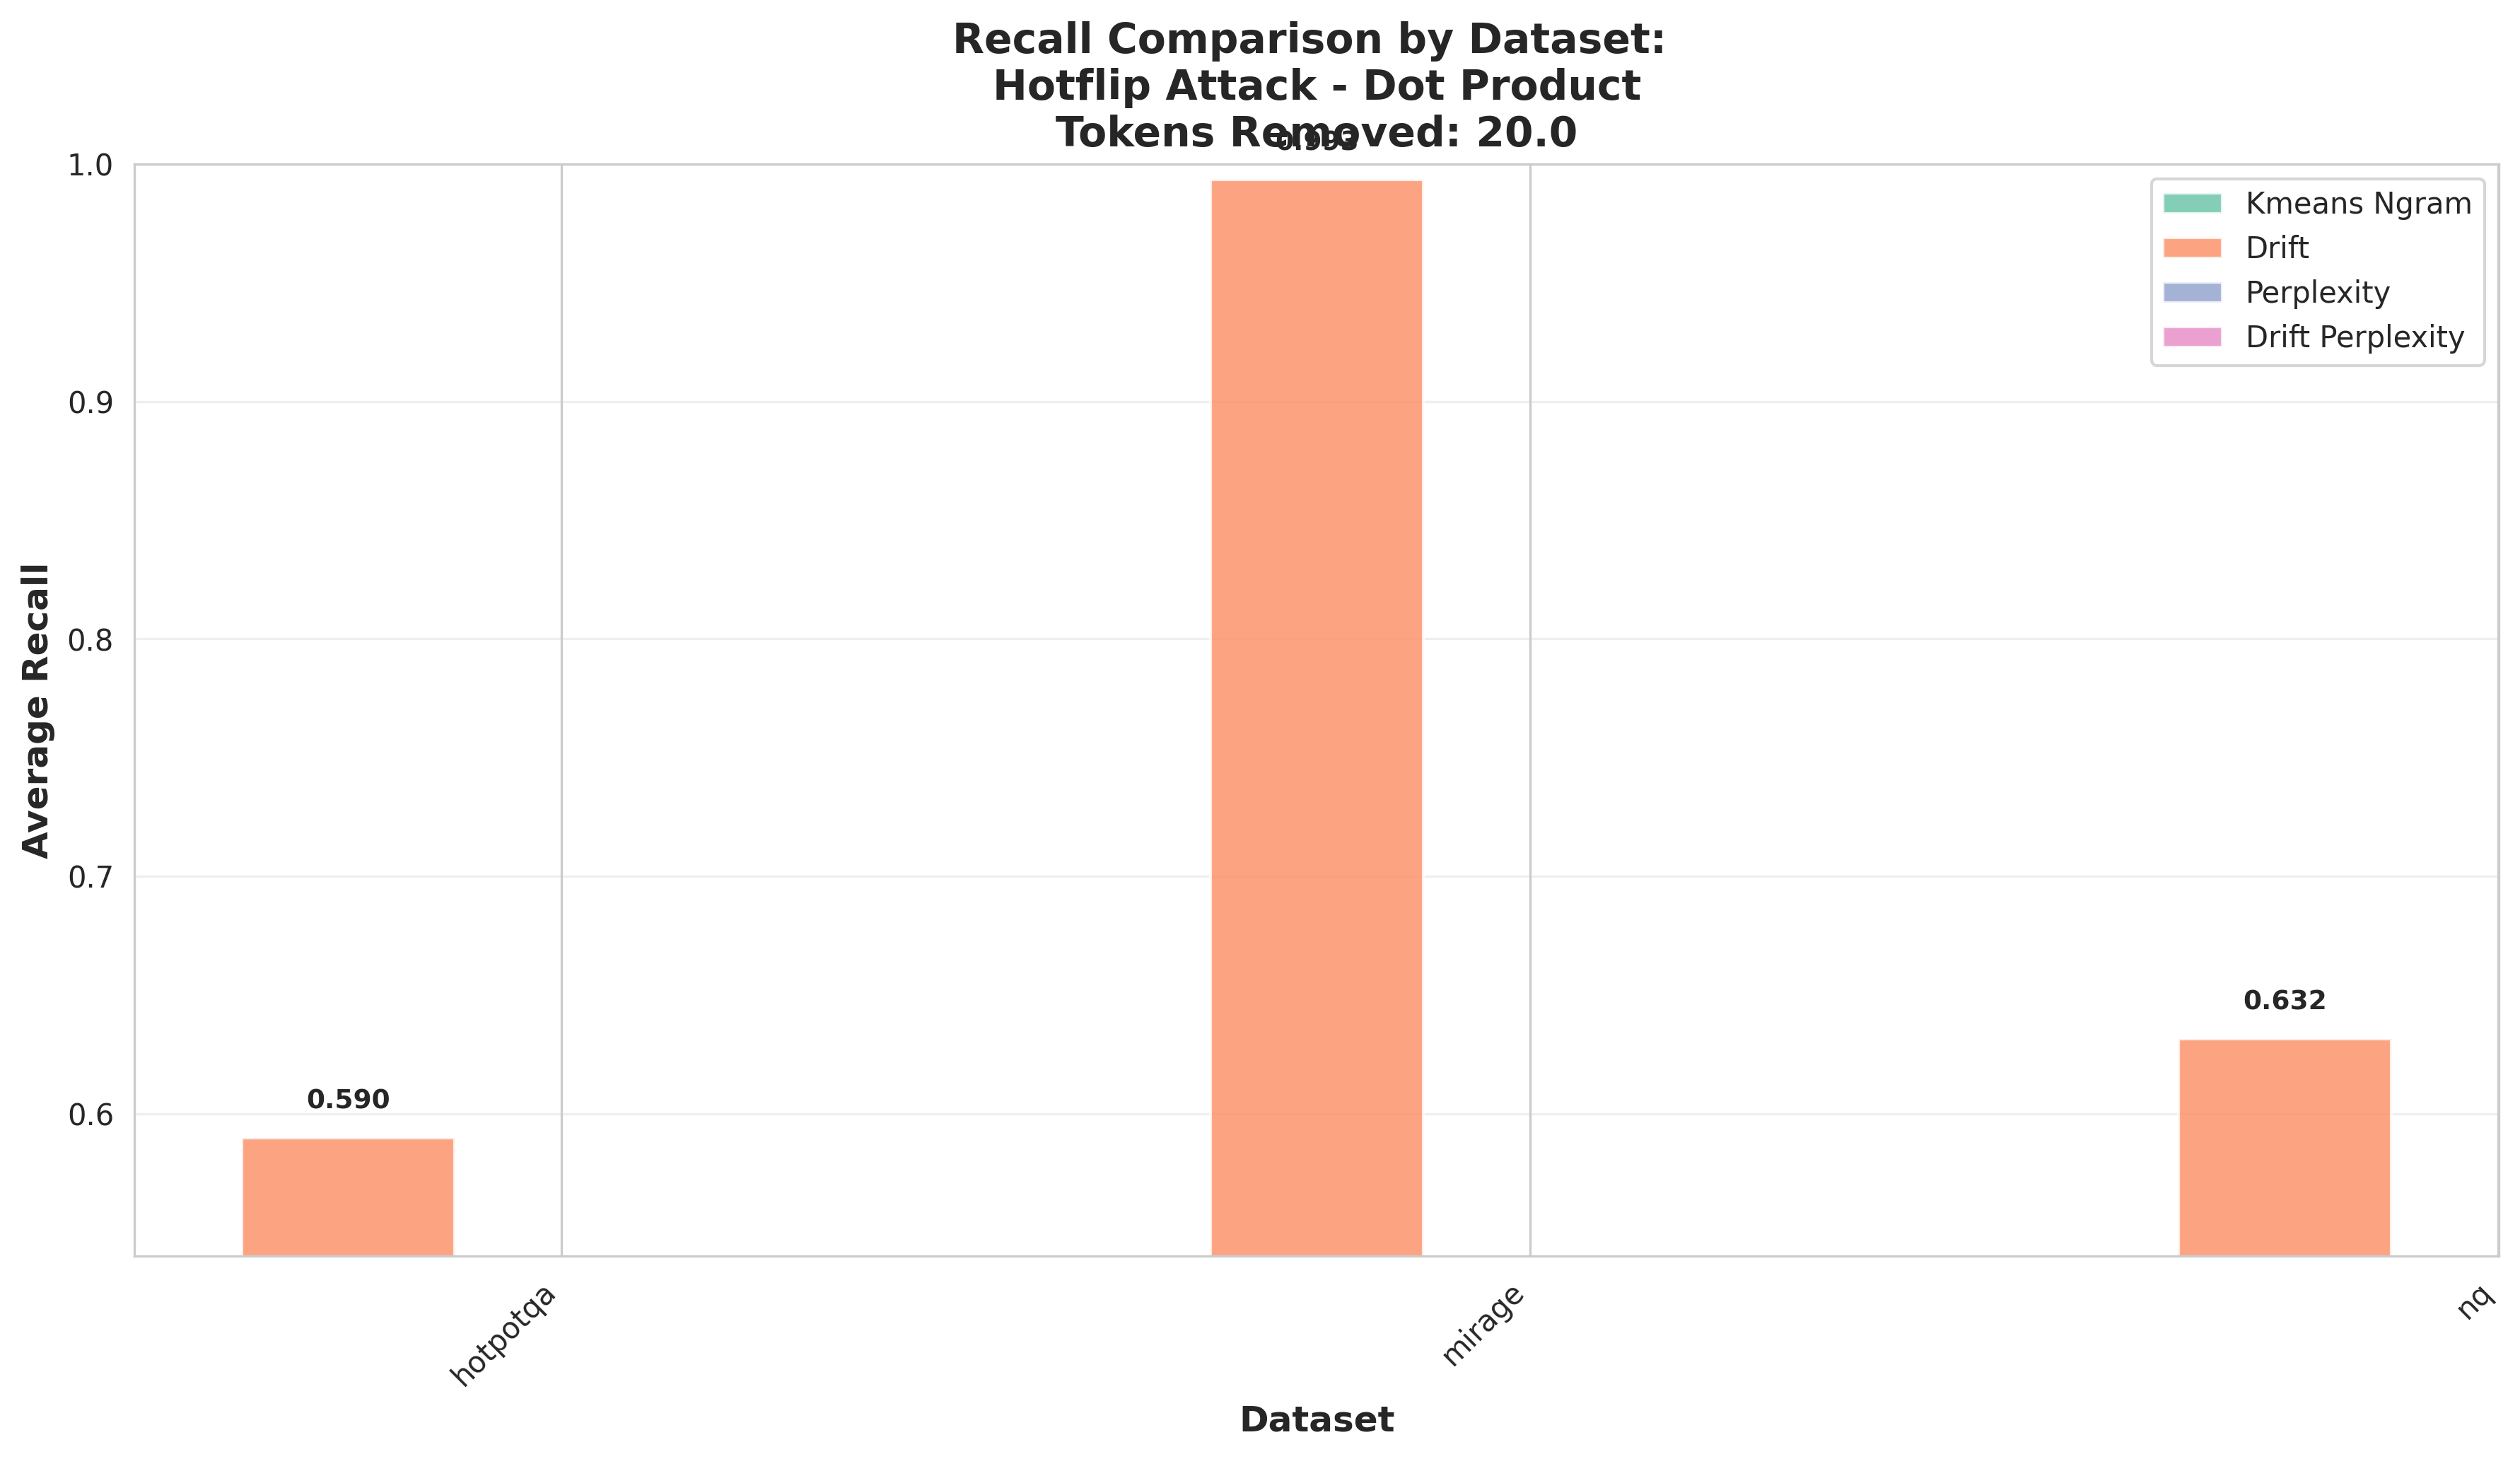 Recall Comparison by Dataset:
Hotflip Attack - Dot Product
Tokens Removed: 20.0
0.993
1.0
0.9
0.8
0.7
0.6
Average Recall
Kmeans Ngram
Drift
Perplexity
Drift Perplexity
0.590
0.632
hotpotqa
mirage
nq
Dataset